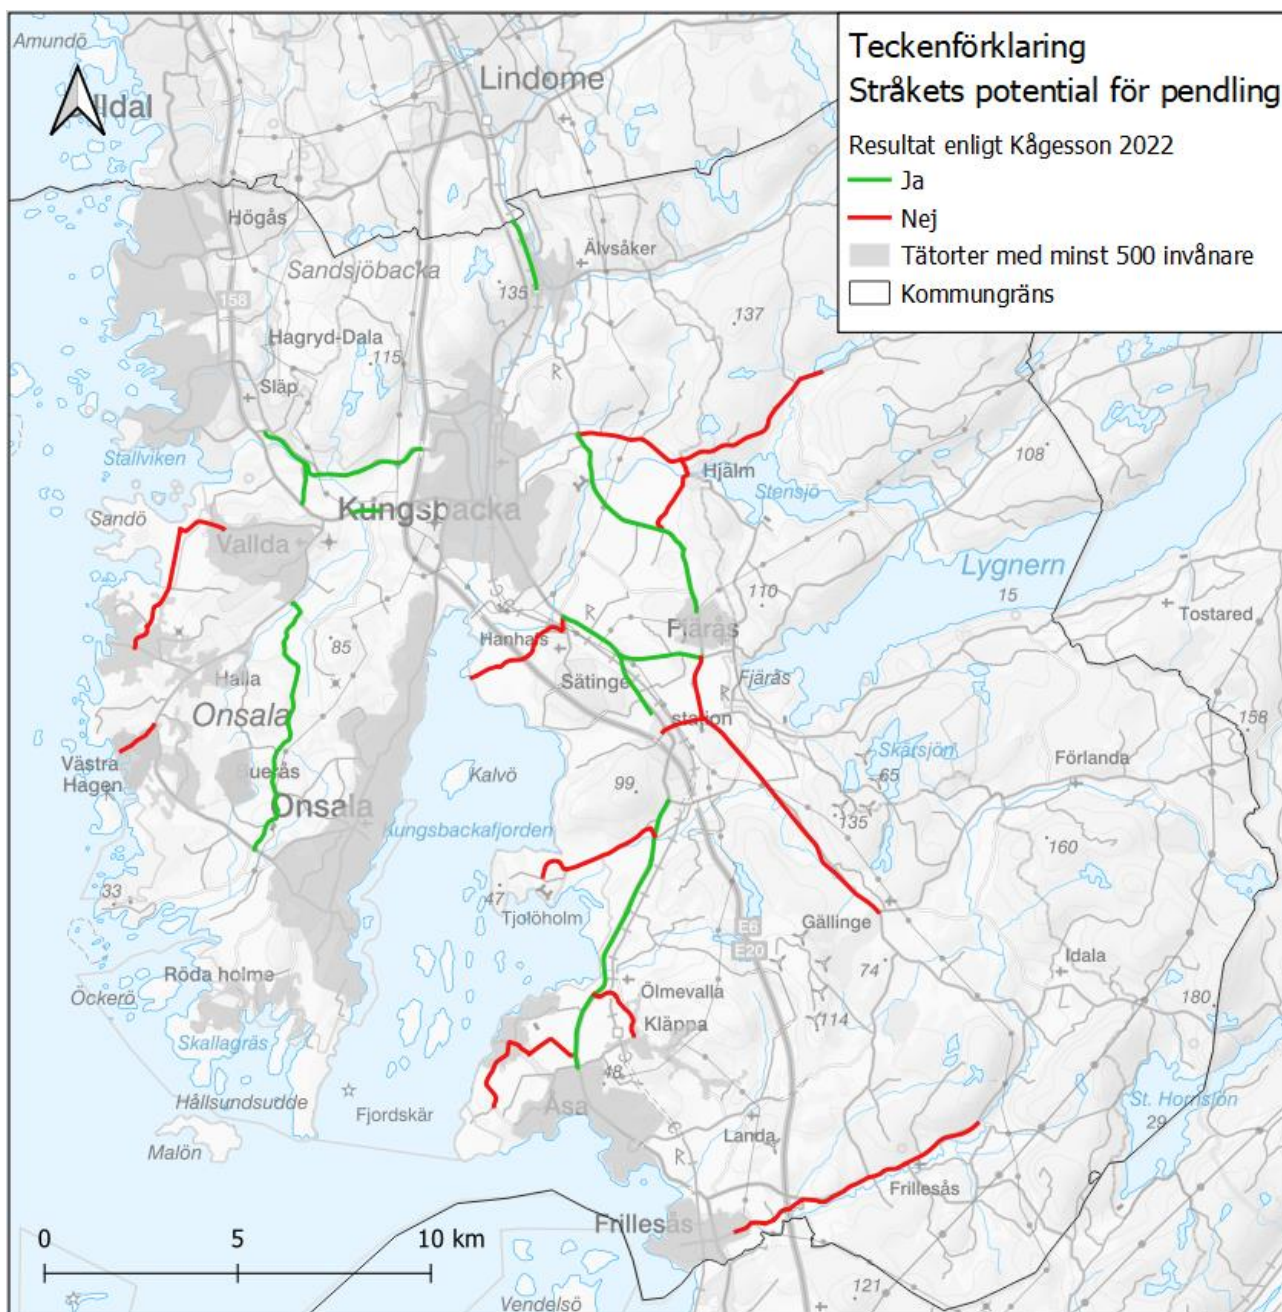 Teckenförklaring
Stråkets potential för pendling
Resultat enligt Kågesson 2022
Ja
Nej
Tätorter med minst 500 invånare
Kommungräns
Amundö
Lindome
Högås
Älvsåker
Sandsjöbacka
135
158
137
Hagryd-Dala
115
Släp
Stallviken
Hjälm
108
Stensjö
Sandö
Kungsbacka
Vallda
Lygnern
15
110
Tostared
Fjärås
Hanhals
85
Halla
Sätinge
Fjärås
Onsala
station
158
Skärsjön
65
Förlanda
Västra
Hagen
Buerås
Kalvö
99
Onsala
135
Kungsbackafjorden
160
33
47
Tjolöholm
Gällinge
E6
E20
Idala
74
Röda holme
Ölmevalla
Öckerö
180
Kläppa
114
Skallagräs
48
St. Hornsjön
29
Hållsundsudde
Fjordskär
Åsa
Malön
Landa
Frillesås
Frillesås
0 5 10 km
121
Vendelsö